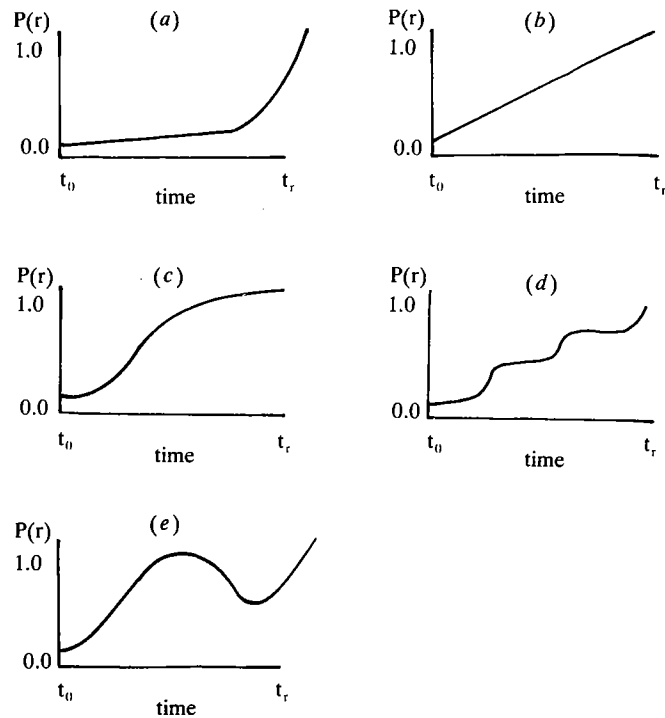 P(r) (a)
1.0
0.0
t₀ time tᵣ
P(r) (b)
1.0
0.0
t₀ time tᵣ
P(r) (c)
1.0
0.0
t₀ time tᵣ
P(r) (d)
1.0
0.0
t₀ time tᵣ
P(r) (e)
1.0
0.0
t₀ time tᵣ